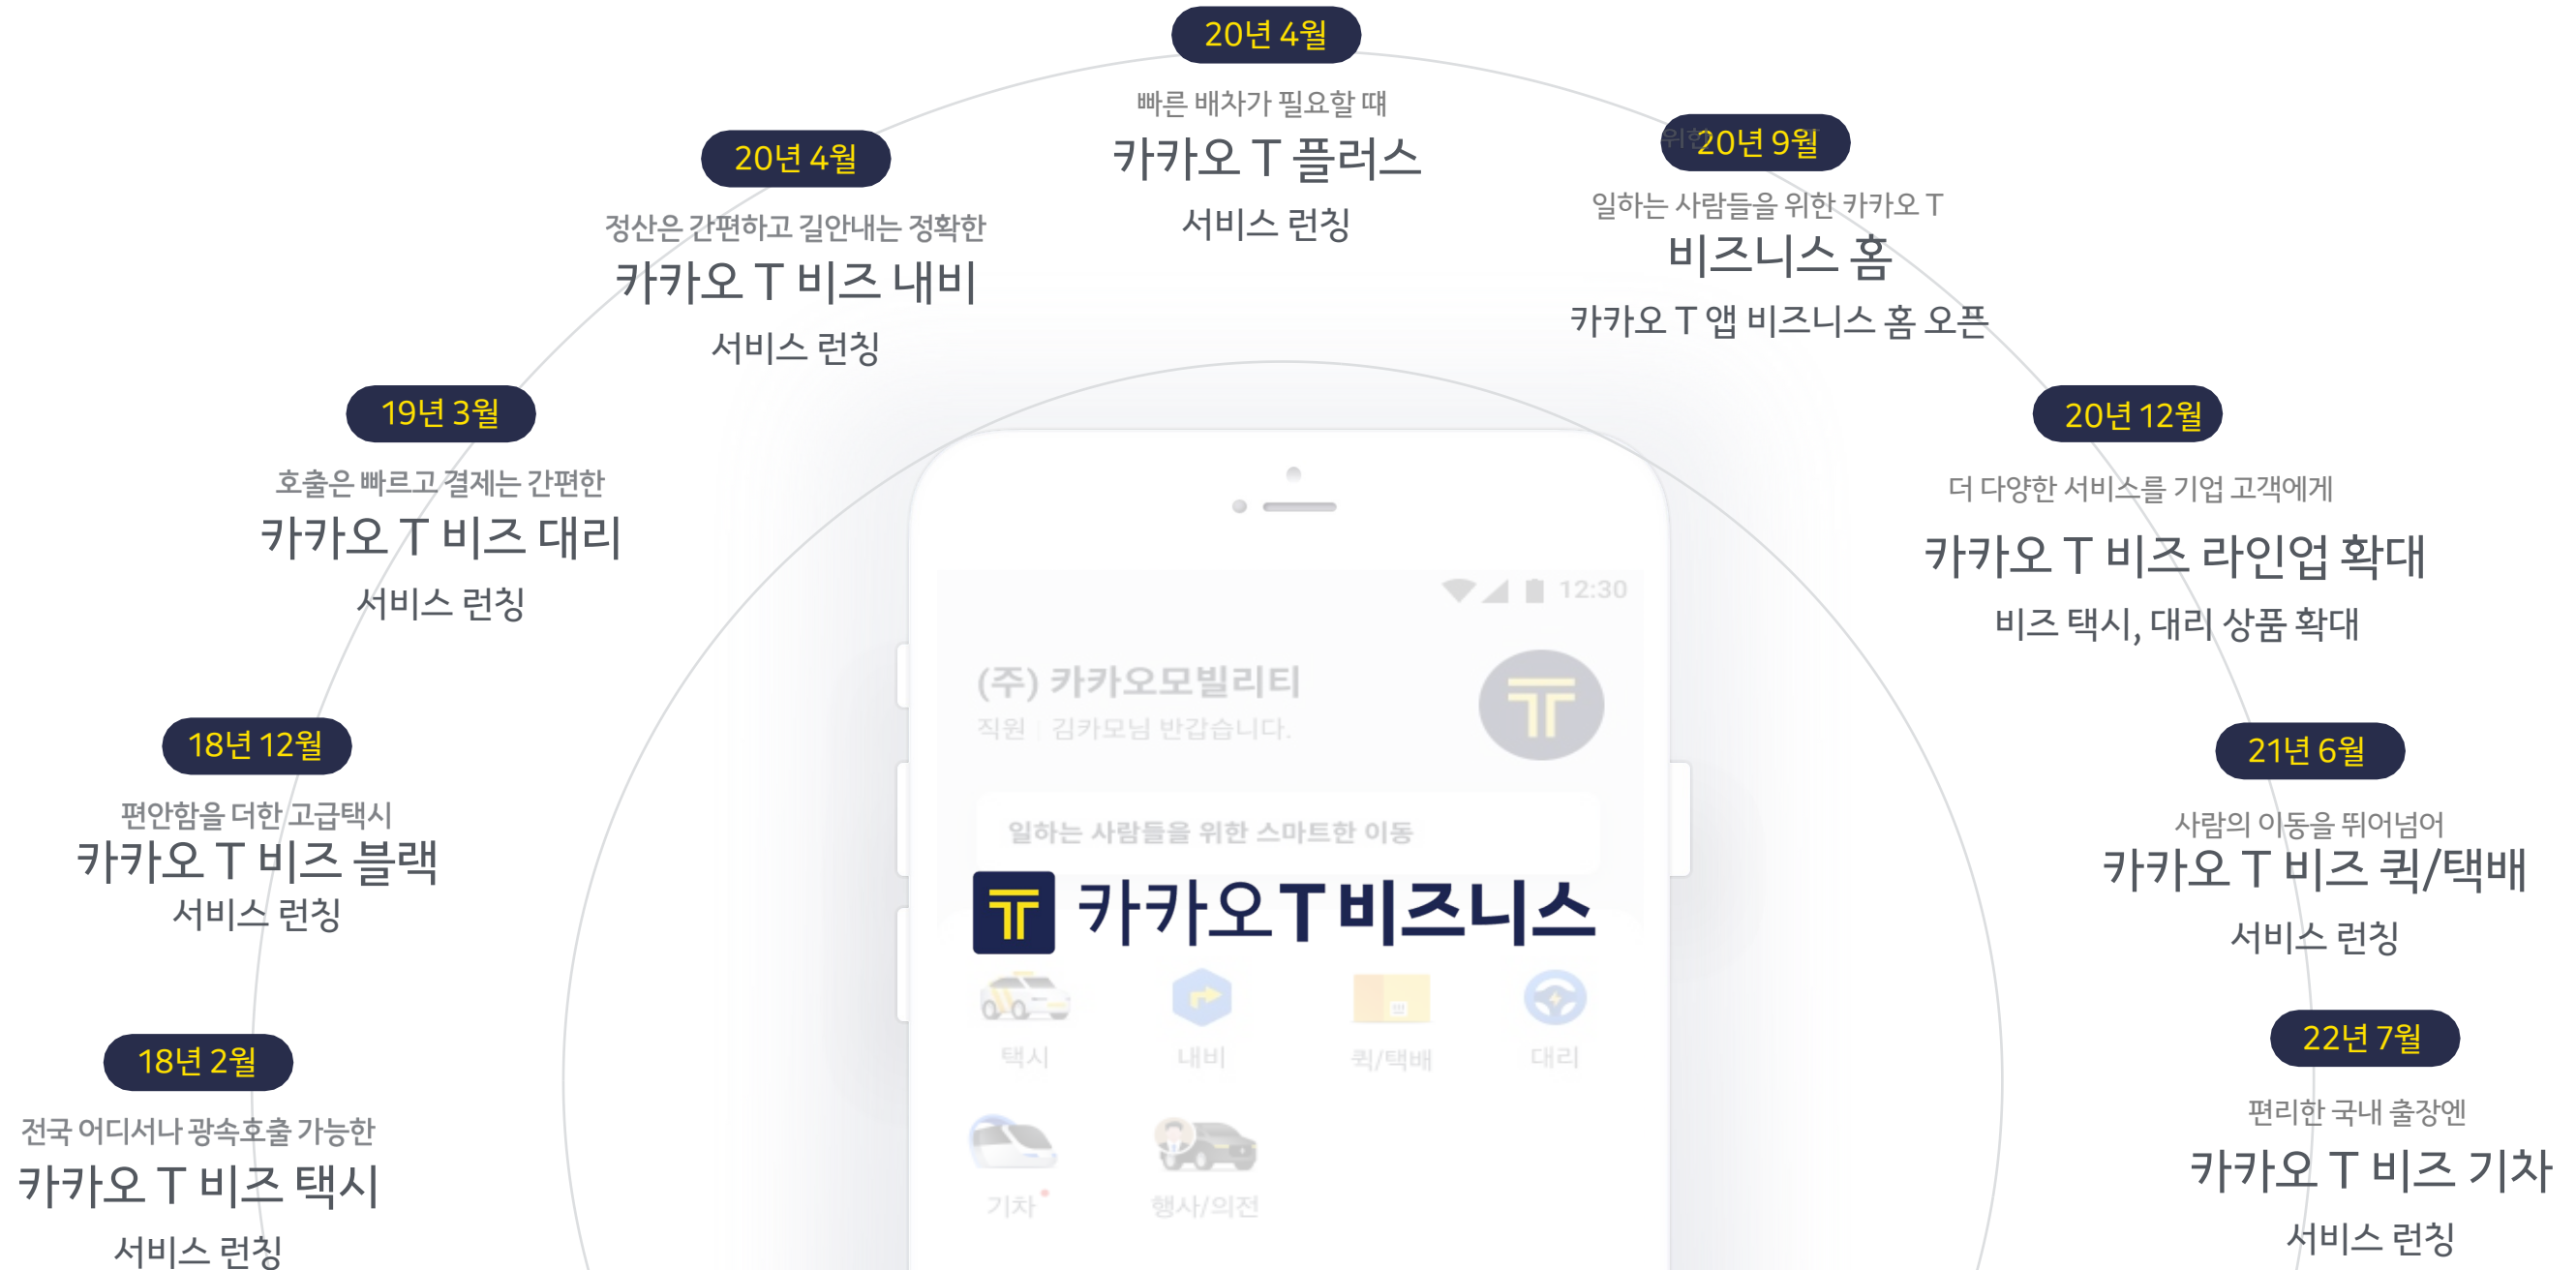 20년 4월
빠른 배차가 필요할 떄
카카오 T 플러스
서비스 런칭
20년 4월
정산은 간편하고 길안내는 정확한
카카오 T 비즈 내비
서비스 런칭
위한
20년 9월
일하는 사람들을 위한 카카오 T
비즈니스 홈
카카오 T 앱 비즈니스 홈 오픈
19년 3월
호출은 빠르고 결제는 간편한
카카오 T 비즈 대리
서비스 런칭
20년 12월
더 다양한 서비스를 기업 고객에게
카카오 T 비즈 라인업 확대
비즈 택시, 대리 상품 확대
18년 12월
편안함을 더한 고급택시
카카오 T 비즈 블랙
서비스 런칭
21년 6월
사람의 이동을 뛰어넘어
카카오 T 비즈 퀵/택배
서비스 런칭
18년 2월
전국 어디서나 광속호출 가능한
카카오 T 비즈 택시
서비스 런칭
22년 7월
편리한 국내 출장엔
카카오 T 비즈 기차
서비스 런칭
12:30
(주) 카카오모빌리티
직원 | 김카모님 반갑습니다.
일하는 사람들을 위한 스마트한 이동
카카오 T 비즈니스
택시 내비 퀵/택배 대리
기차 행사/의전